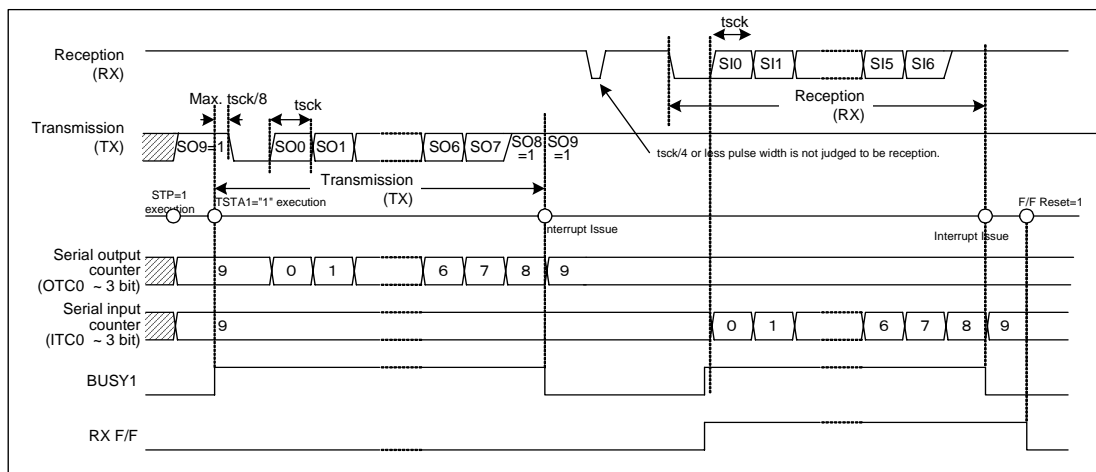 tsck
Reception
(RX)
SI0 SI1 SI5 SI6
Reception
(RX)
Max. tsck/8
tsck
Transmission
(TX)
SO9=1 SO0 SO1 SO6 SO7 SO8
=1 SO9
=1
tsck/4 or less pulse width is not judged to be reception.
Transmission
(TX)
STP=1
execution
TSTA1="1" execution
Interrupt Issue
Interrupt Issue
F/F Reset=1
Serial output
counter
(OTC0 ~ 3 bit)
9 0 1 6 7 8 9
Serial input
counter
(ITC0 ~ 3 bit)
9 0 1 6 7 8 9
BUSY1
RX F/F